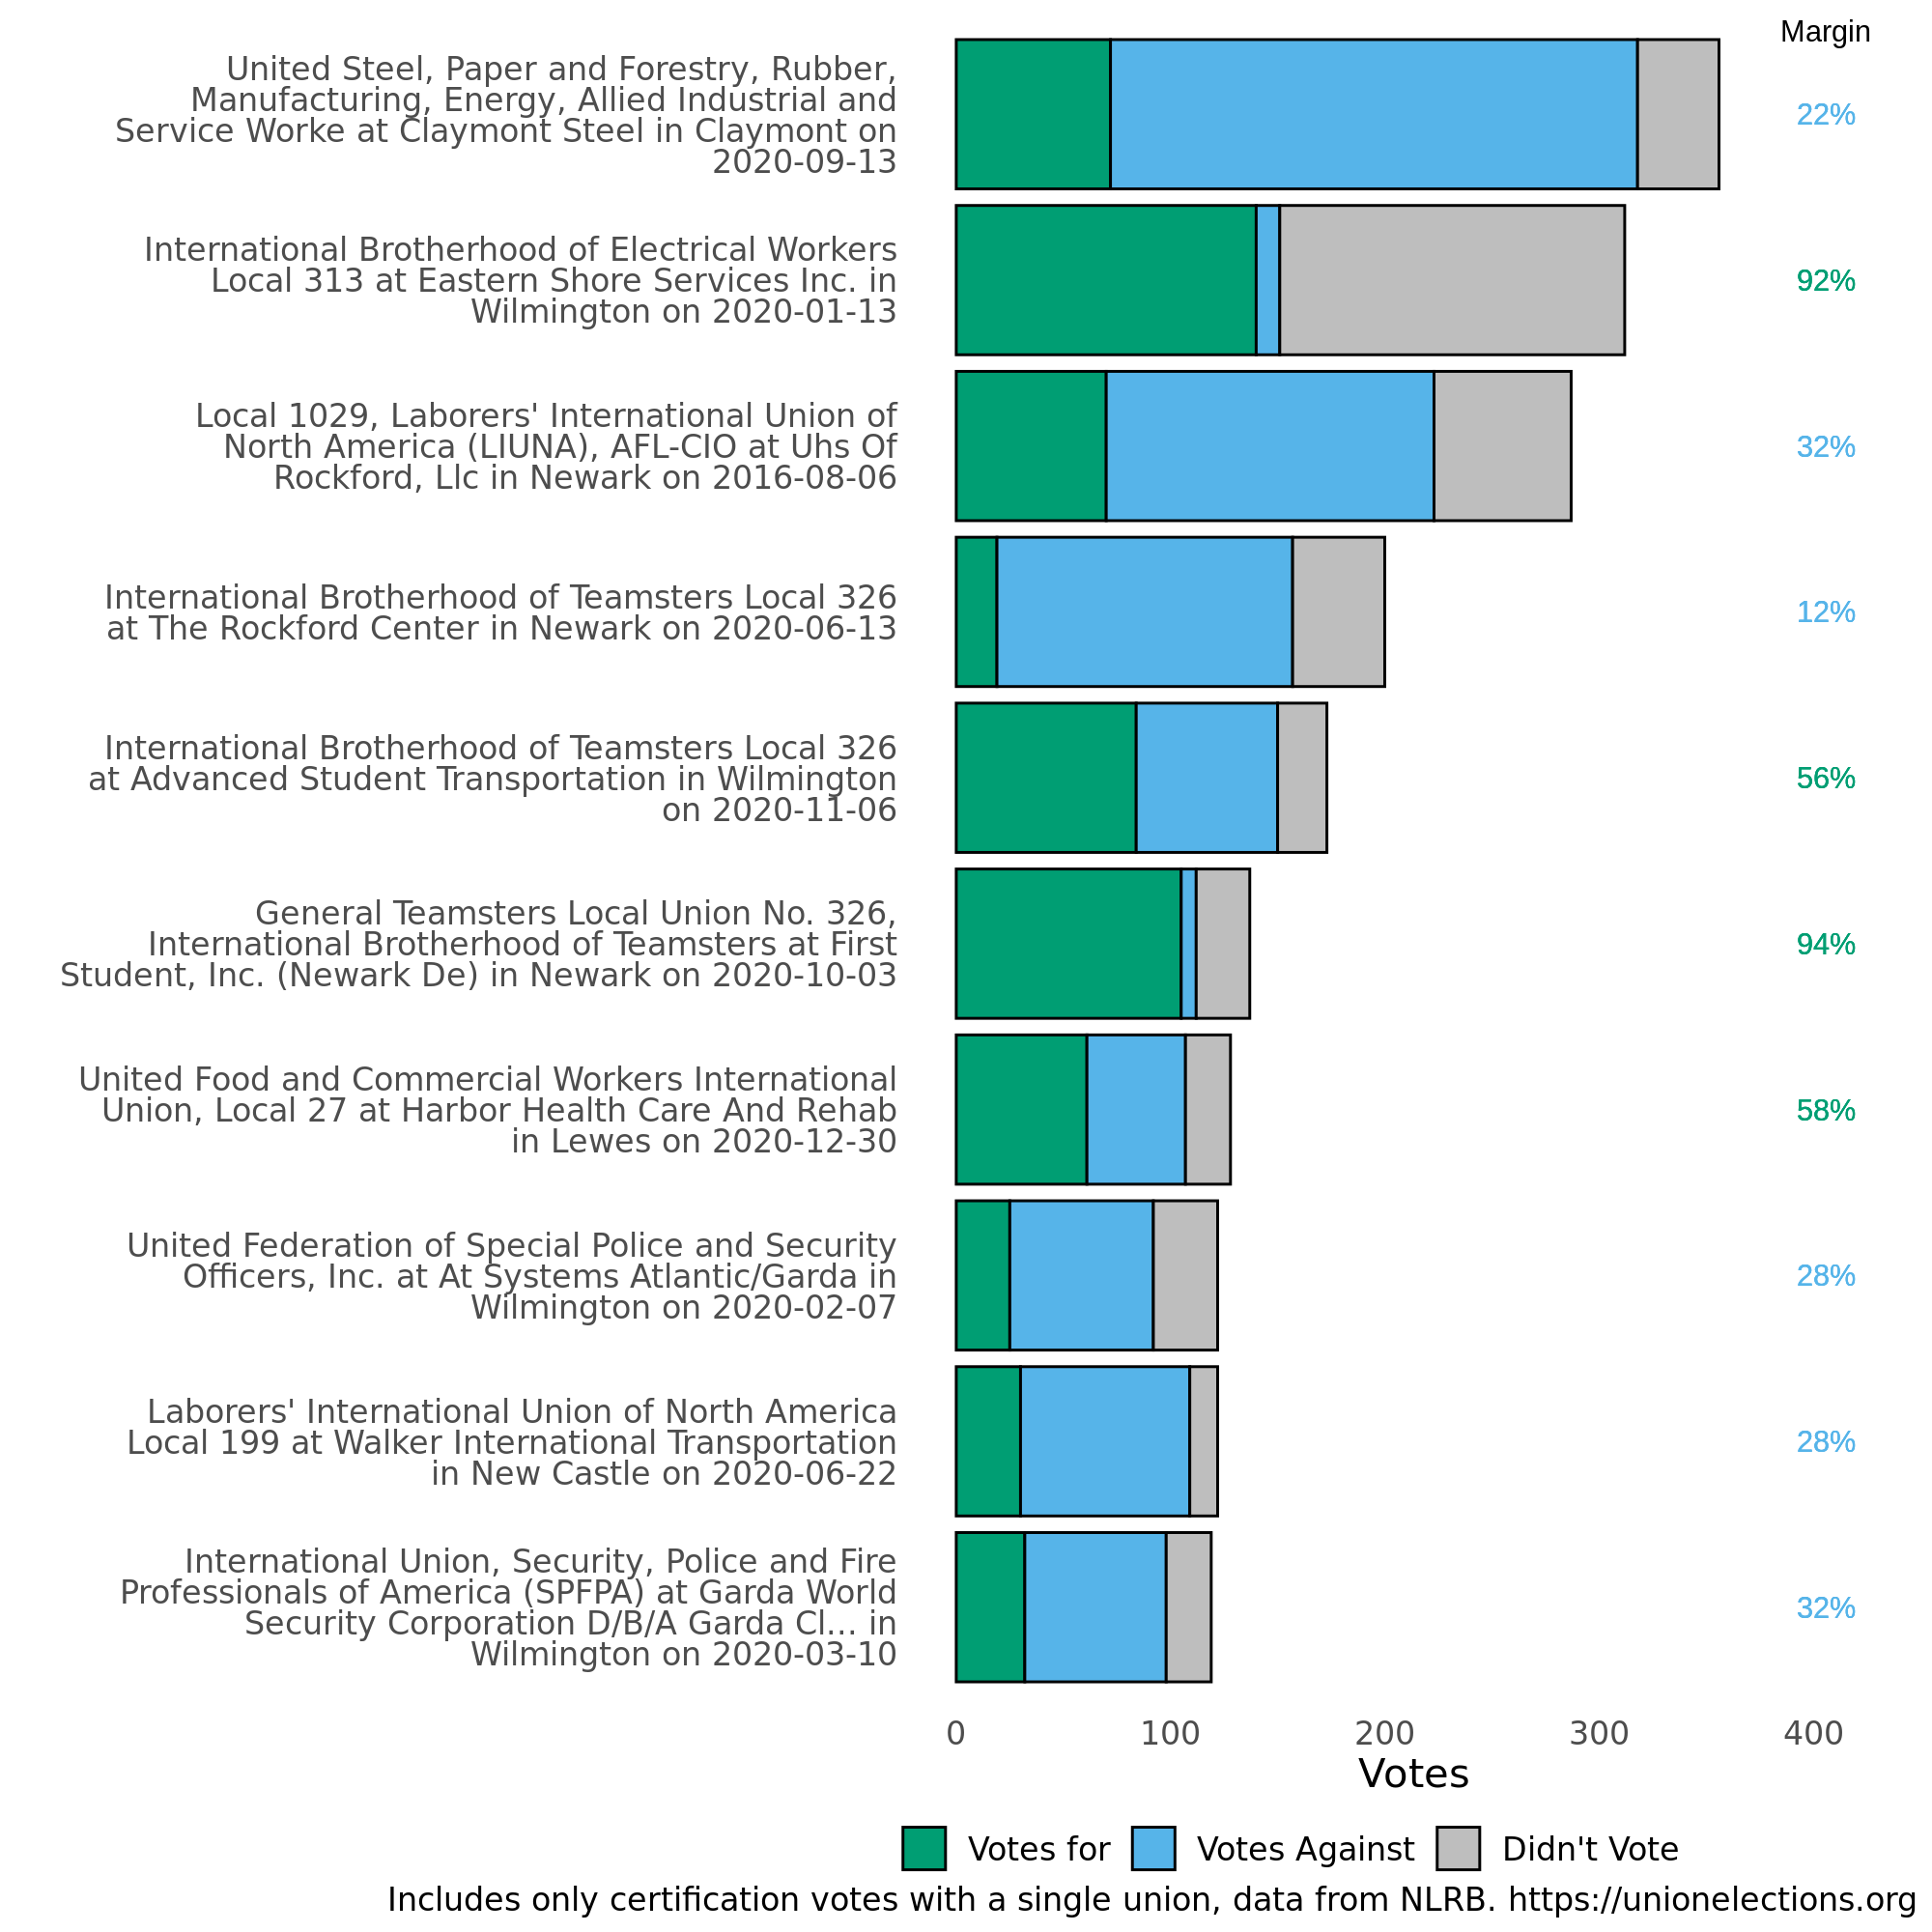 Margin
United Steel, Paper and Forestry, Rubber,
Manufacturing, Energy, Allied Industrial and
Service Worke at Claymont Steel in Claymont on
2020-09-13
22%
International Brotherhood of Electrical Workers
Local 313 at Eastern Shore Services Inc. in
Wilmington on 2020-01-13
92%
Local 1029, Laborers' International Union of
North America (LIUNA), AFL-CIO at Uhs Of
Rockford, Llc in Newark on 2016-08-06
32%
International Brotherhood of Teamsters Local 326
at The Rockford Center in Newark on 2020-06-13
12%
International Brotherhood of Teamsters Local 326
at Advanced Student Transportation in Wilmington
on 2020-11-06
56%
General Teamsters Local Union No. 326,
International Brotherhood of Teamsters at First
Student, Inc. (Newark De) in Newark on 2020-10-03
94%
United Food and Commercial Workers International
Union, Local 27 at Harbor Health Care And Rehab
in Lewes on 2020-12-30
58%
United Federation of Special Police and Security
Officers, Inc. at At Systems Atlantic/Garda in
Wilmington on 2020-02-07
28%
Laborers' International Union of North America
Local 199 at Walker International Transportation
in New Castle on 2020-06-22
28%
International Union, Security, Police and Fire
Professionals of America (SPFPA) at Garda World
Security Corporation D/B/A Garda Cl... in
Wilmington on 2020-03-10
32%
0 100 200 300 400
Votes
Votes for Votes Against Didn't Vote
Includes only certification votes with a single union, data from NLRB. https://unionelections.org